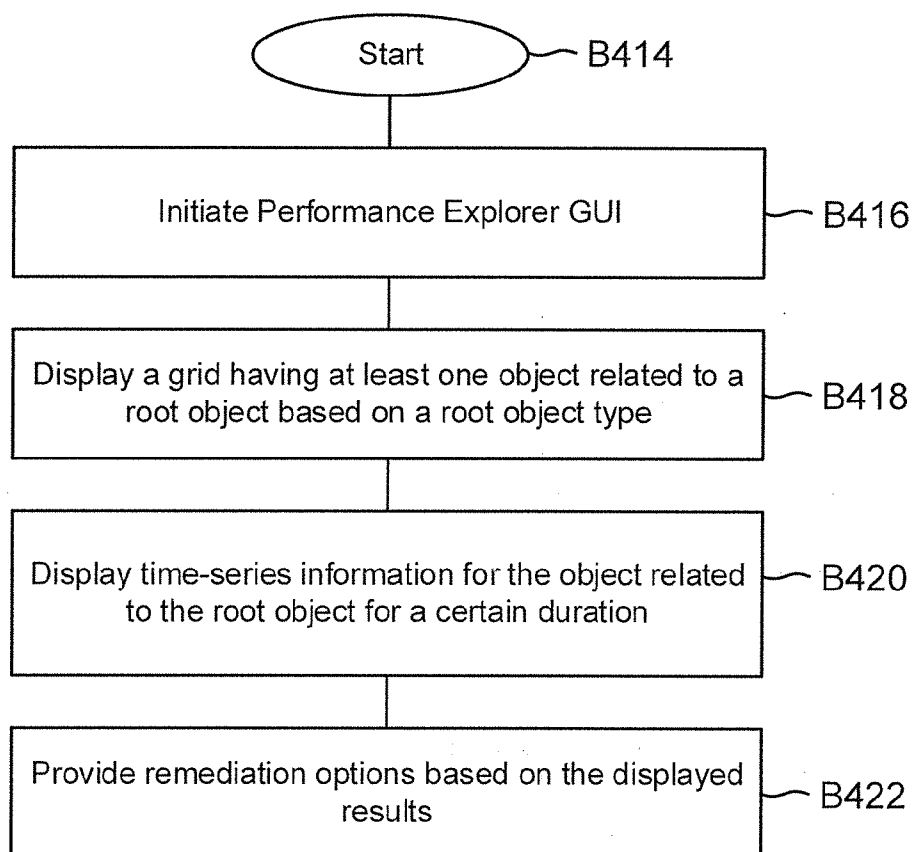 Start
B414
Initiate Performance Explorer GUI
B416
Display a grid having at least one object related to a
root object based on a root object type
B418
Display time-series information for the object related
to the root object for a certain duration
B420
Provide remediation options based on the displayed
results
B422